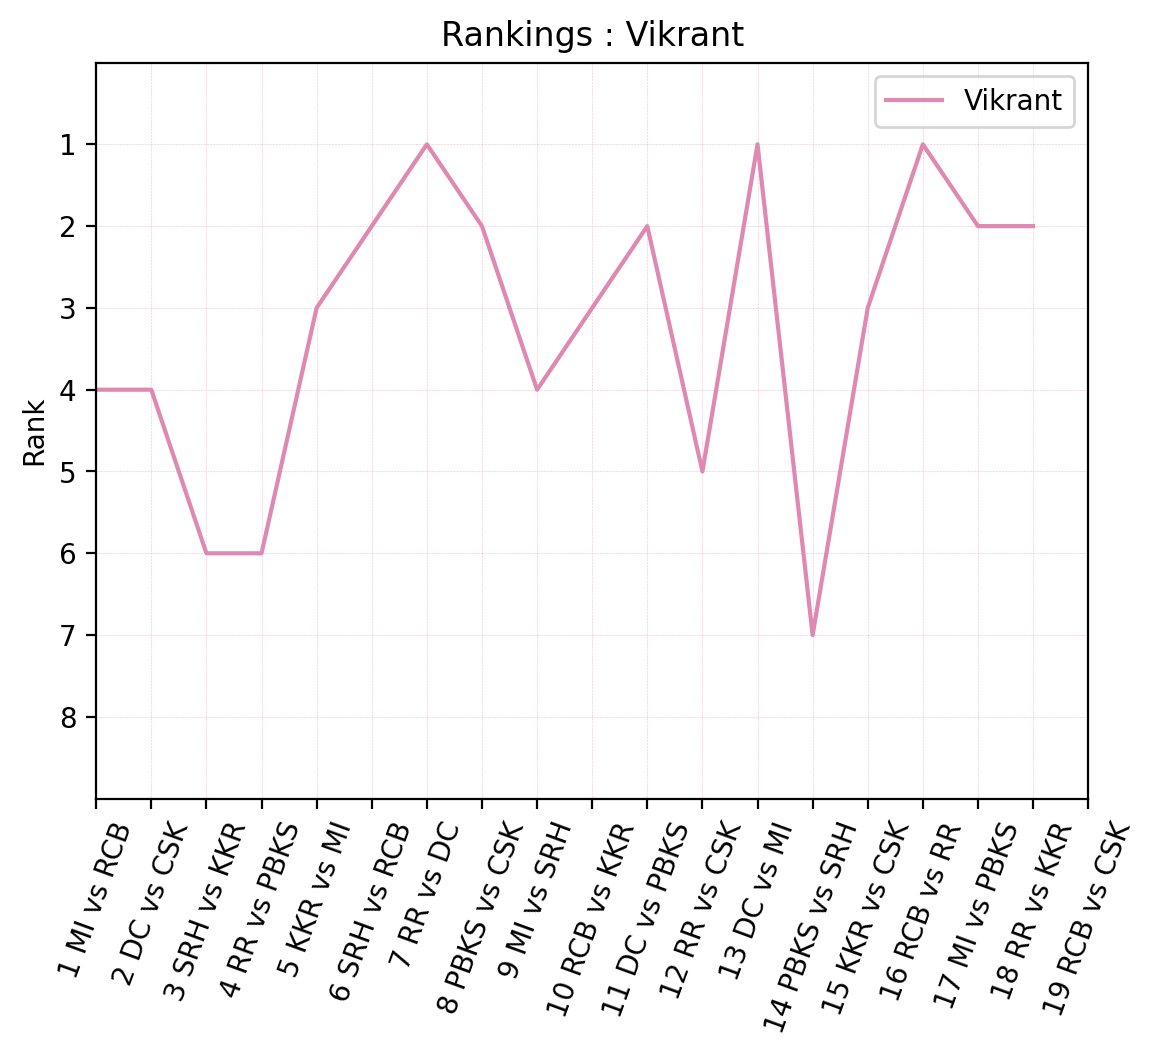 Rankings : Vikrant
Vikrant
Rank
1
2
3
4
5
6
7
8
1 MI vs RCB
2 DC vs CSK
3 SRH vs KKR
4 RR vs PBKS
5 KKR vs MI
6 SRH vs RCB
7 RR vs DC
8 PBKS vs CSK
9 MI vs SRH
10 RCB vs KKR
11 DC vs PBKS
12 RR vs CSK
13 DC vs MI
14 PBKS vs SRH
15 KKR vs CSK
16 RCB vs RR
17 MI vs PBKS
18 RR vs KKR
19 RCB vs CSK